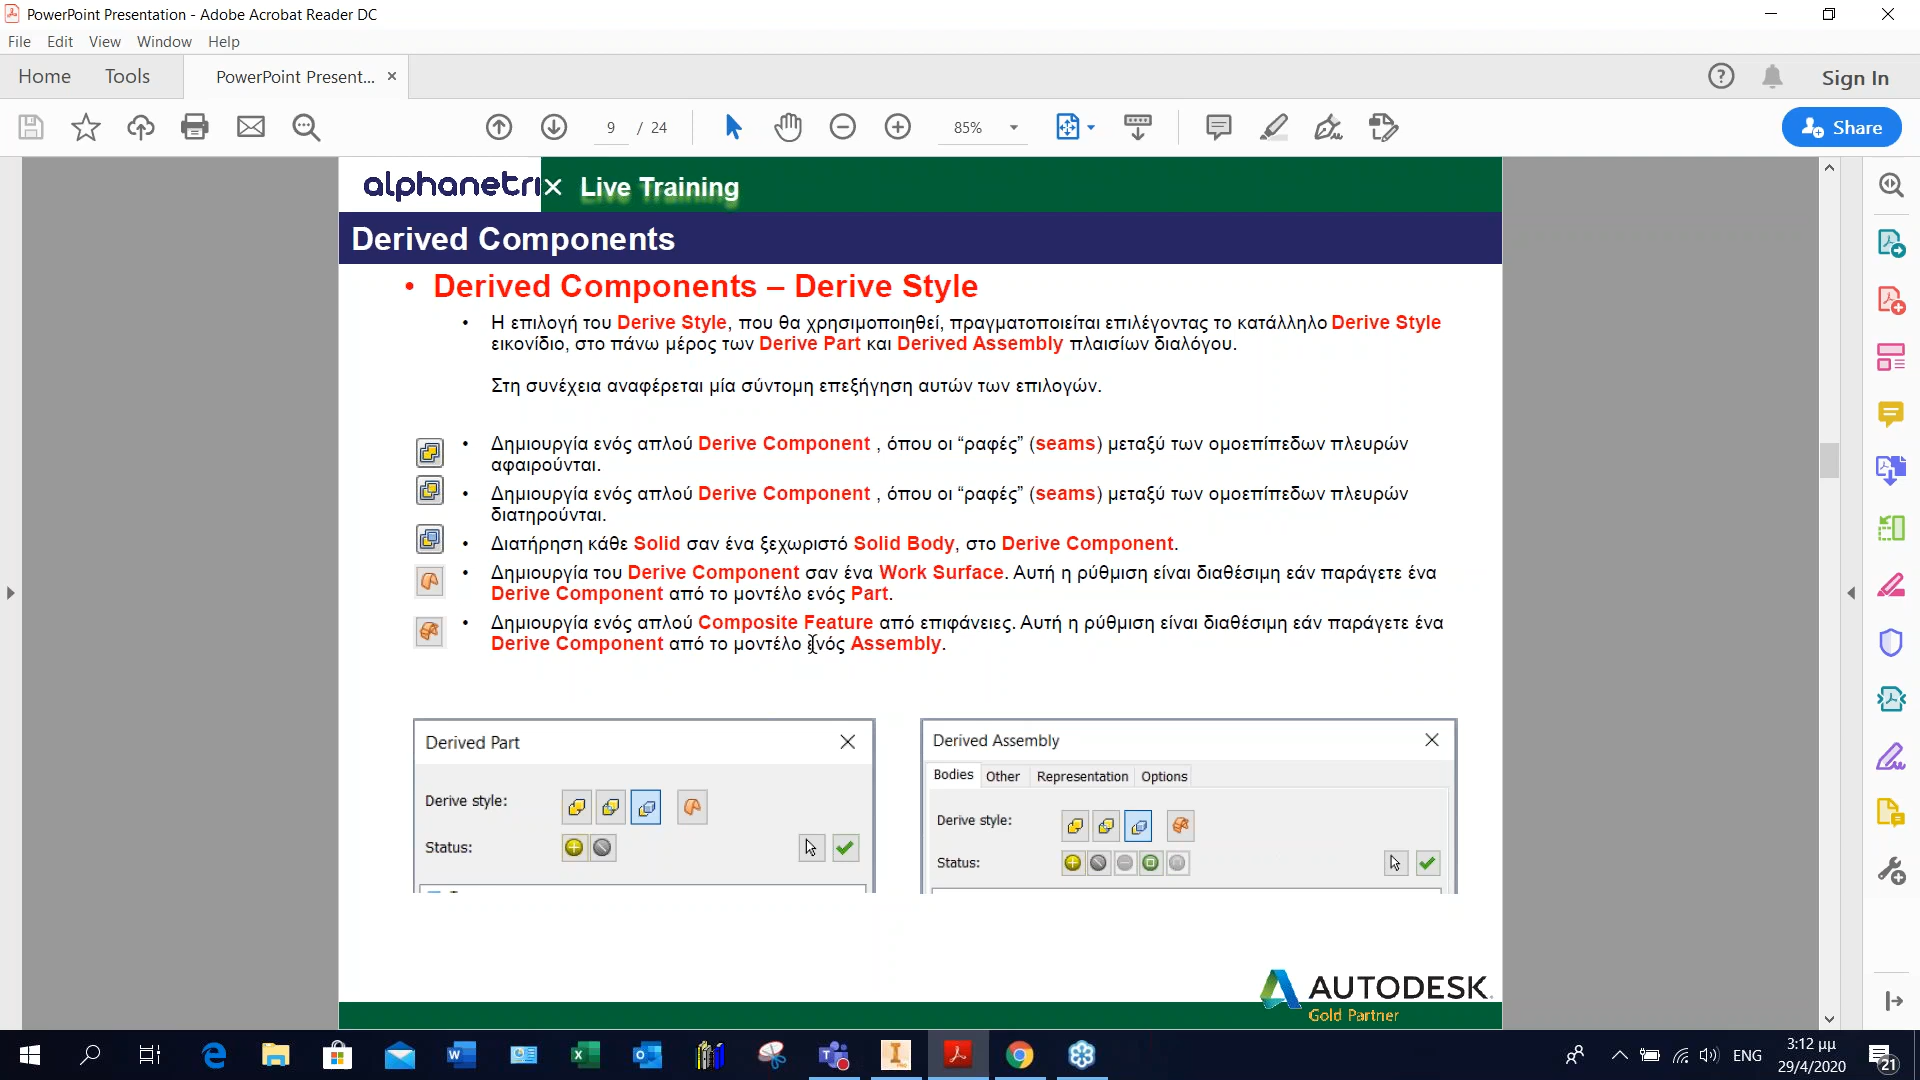 PowerPoint Presentation - Adobe Acrobat Reader DC
File Edit View Window Help
Home Tools PowerPoint Present... Sign In
9 / 24 85% Share
alphanetrix Live Training
Derived Components
• Derived Components – Derive Style
• Η επιλογή του Derive Style, που θα χρησιμοποιηθεί, πραγματοποιείται επιλέγοντας το κατάλληλο Derive Style
εικονίδιο, στο πάνω μέρος των Derive Part και Derived Assembly πλαισίων διαλόγου.
Στη συνέχεια αναφέρεται μία σύντομη επεξήγηση αυτών των επιλογών.
• Δημιουργία ενός απλού Derive Component , όπου οι “ραφές” (seams) μεταξύ των ομοεπίπεδων πλευρών
αφαιρούνται.
• Δημιουργία ενός απλού Derive Component , όπου οι “ραφές” (seams) μεταξύ των ομοεπίπεδων πλευρών
διατηρούνται.
• Διατήρηση κάθε Solid σαν ένα ξεχωριστό Solid Body, στο Derive Component.
• Δημιουργία του Derive Component σαν ένα Work Surface. Αυτή η ρύθμιση είναι διαθέσιμη εάν παράγετε ένα
Derive Component από το μοντέλο ενός Part.
• Δημιουργία ενός απλού Composite Feature από επιφάνειες. Αυτή η ρύθμιση είναι διαθέσιμη εάν παράγετε ένα
Derive Component από το μοντέλο ενός Assembly.
Derived Part
Derive style:
Status:
Derived Assembly
Bodies Other Representation Options
Derive style:
Status:
AUTODESK
Gold Partner
ENG
3:12 μμ
29/4/2020
21